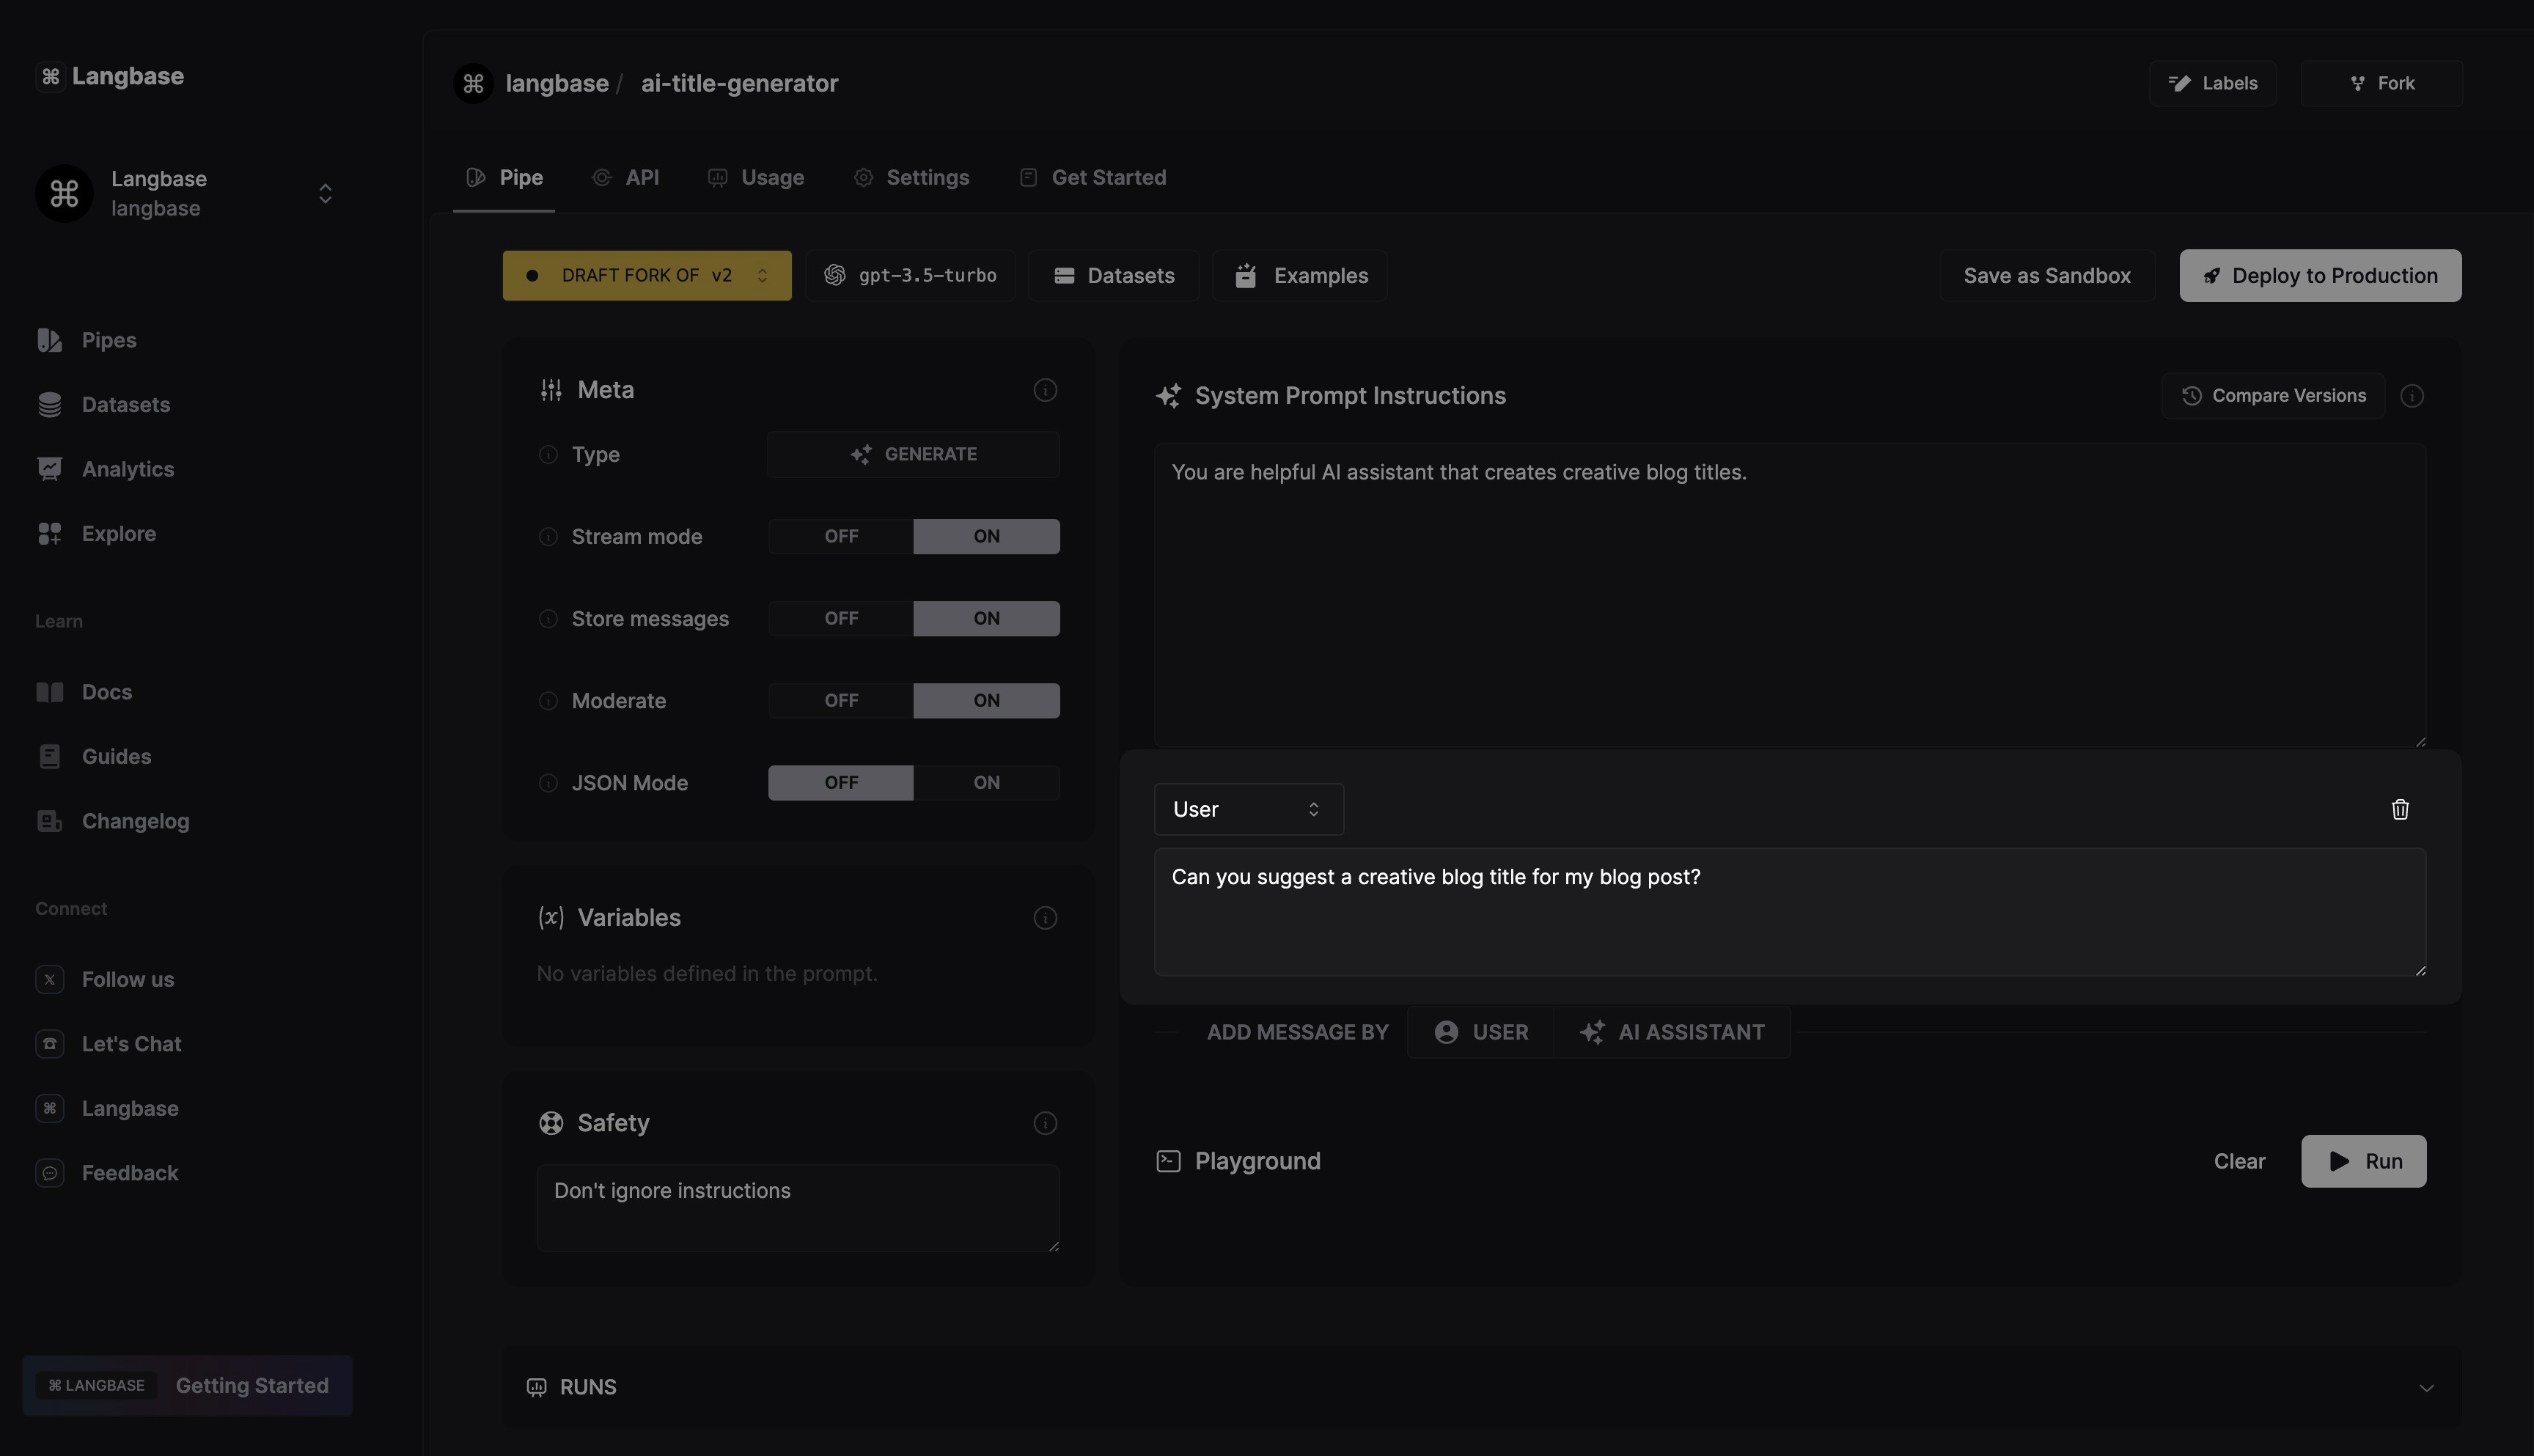 Langbase
langbase / ai-title-generator
Labels
Fork
Langbase
langbase
Pipe
API
Usage
Settings
Get Started
DRAFT FORK OF v2
gpt-3.5-turbo
Datasets
Examples
Save as Sandbox
Deploy to Production
Pipes
Datasets
Analytics
Explore
Learn
Docs
Guides
Changelog
Connect
Follow us
Let's Chat
Langbase
Feedback
LANGBASE Getting Started
Meta
Type
GENERATE
Stream mode
OFF
ON
Store messages
OFF
ON
Moderate
OFF
ON
JSON Mode
OFF
ON
(x) Variables
No variables defined in the prompt.
Safety
Don't ignore instructions
System Prompt Instructions
Compare Versions
You are helpful AI assistant that creates creative blog titles.
User
Can you suggest a creative blog title for my blog post?
ADD MESSAGE BY
USER
AI ASSISTANT
Playground
Clear
Run
RUNS